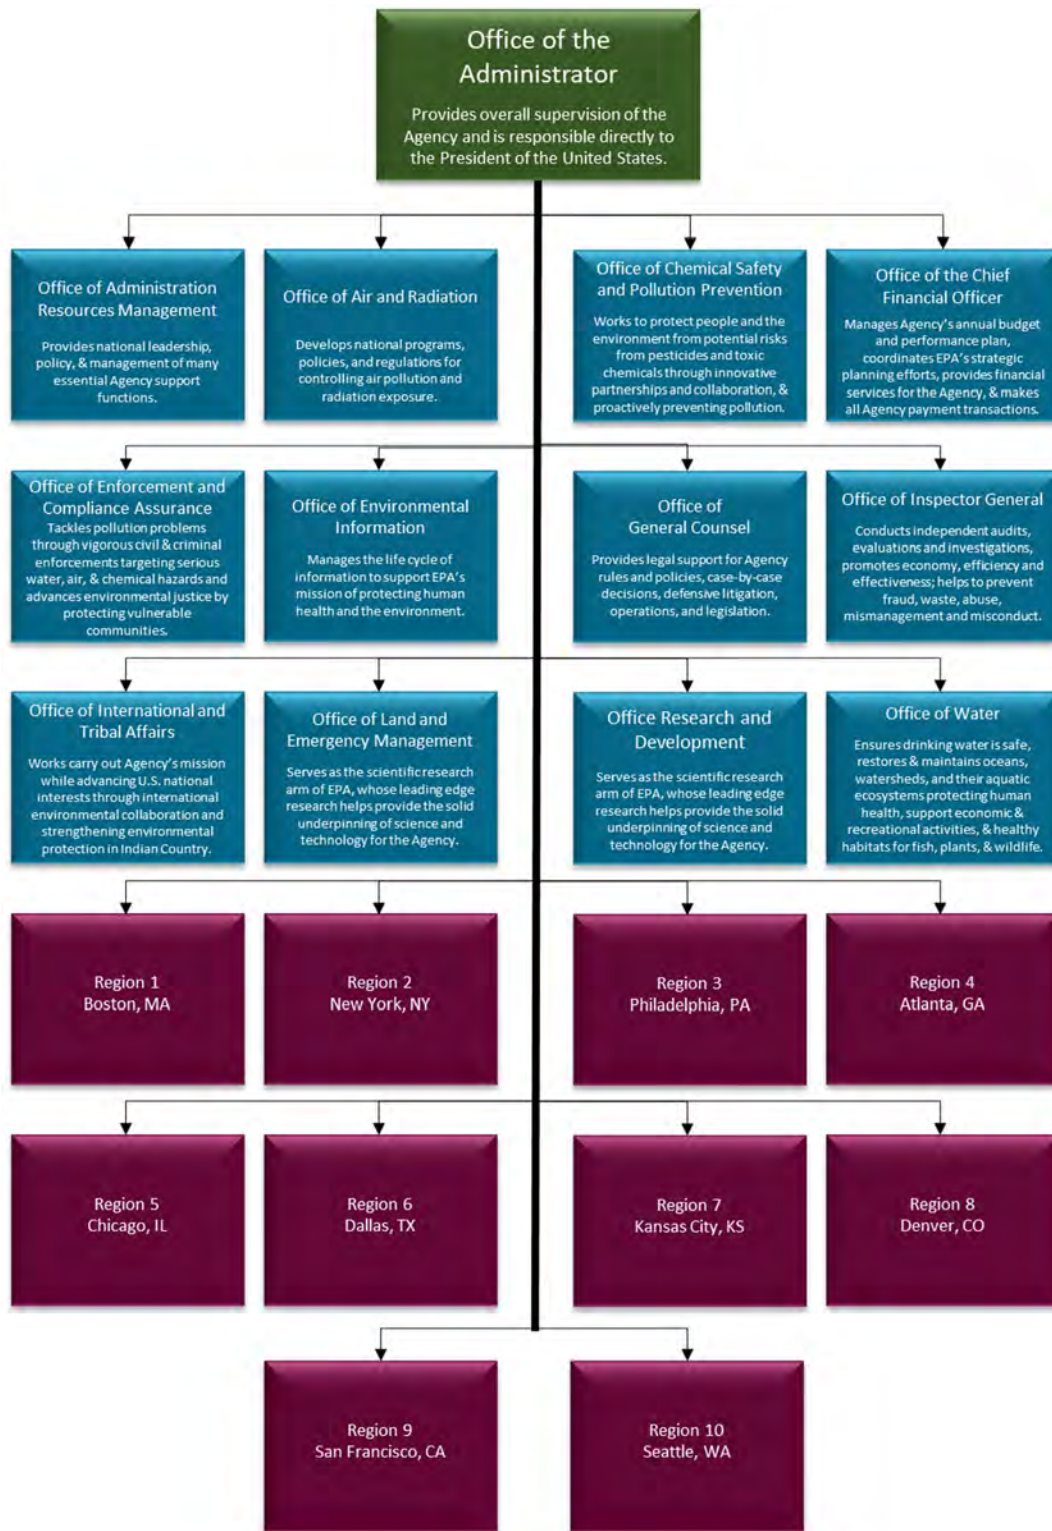 Office of the
Administrator
Provides overall supervision of the
Agency and is responsible directly to
the President of the United States.
Office of Administration
Resources Management
Provides national leadership,
policy, & management of many
essential Agency support
functions.
Office of Air and Radiation
Develops national programs,
policies, and regulations for
controlling air pollution and
radiation exposure.
Office of Chemical Safety
and Pollution Prevention
Works to protect people and the
environment from potential risks
from pesticides and toxic
chemicals through innovative
partnerships and collaboration, &
proactively preventing pollution.
Office of the Chief
Financial Officer
Manages Agency's annual budget
and performance plan,
coordinates EPA's strategic
planning efforts, provides financial
services for the Agency, & makes
all Agency payment transactions.
Office of Enforcement and
Compliance Assurance
Tackles pollution problems
through vigorous civil & criminal
enforcements targeting serious
water, air, & chemical hazards and
advances environmental justice by
protecting vulnerable
communities.
Office of Environmental
Information
Manages the life cycle of
information to support EPA's
mission of protecting human
health and the environment.
Office of
General Counsel
Provides legal support for Agency
rules and policies, case-by-case
decisions, defensive litigation,
operations, and legislation.
Office of Inspector General
Conducts independent audits,
evaluations and investigations,
promotes economy, efficiency and
effectiveness; helps to prevent
fraud, waste, abuse,
mismanagement and misconduct.
Office of International and
Tribal Affairs
Works carry out Agency's mission
while advancing U.S. national
interests through international
environmental collaboration and
strengthening environmental
protection in Indian Country.
Office of Land and
Emergency Management
Serves as the scientific research
arm of EPA, whose leading edge
research helps provide the solid
underpinning of science and
technology for the Agency.
Office Research and
Development
Serves as the scientific research
arm of EPA, whose leading edge
research helps provide the solid
underpinning of science and
technology for the Agency.
Office of Water
Ensures drinking water is safe,
restores & maintains oceans,
watersheds, and their aquatic
ecosystems protecting human
health, support economic &
recreational activities, & healthy
habitats for fish, plants, & wildlife.
Region 1
Boston, MA
Region 2
New York, NY
Region 3
Philadelphia, PA
Region 4
Atlanta, GA
Region 5
Chicago, IL
Region 6
Dallas, TX
Region 7
Kansas City, KS
Region 8
Denver, CO
Region 9
San Francisco, CA
Region 10
Seattle, WA